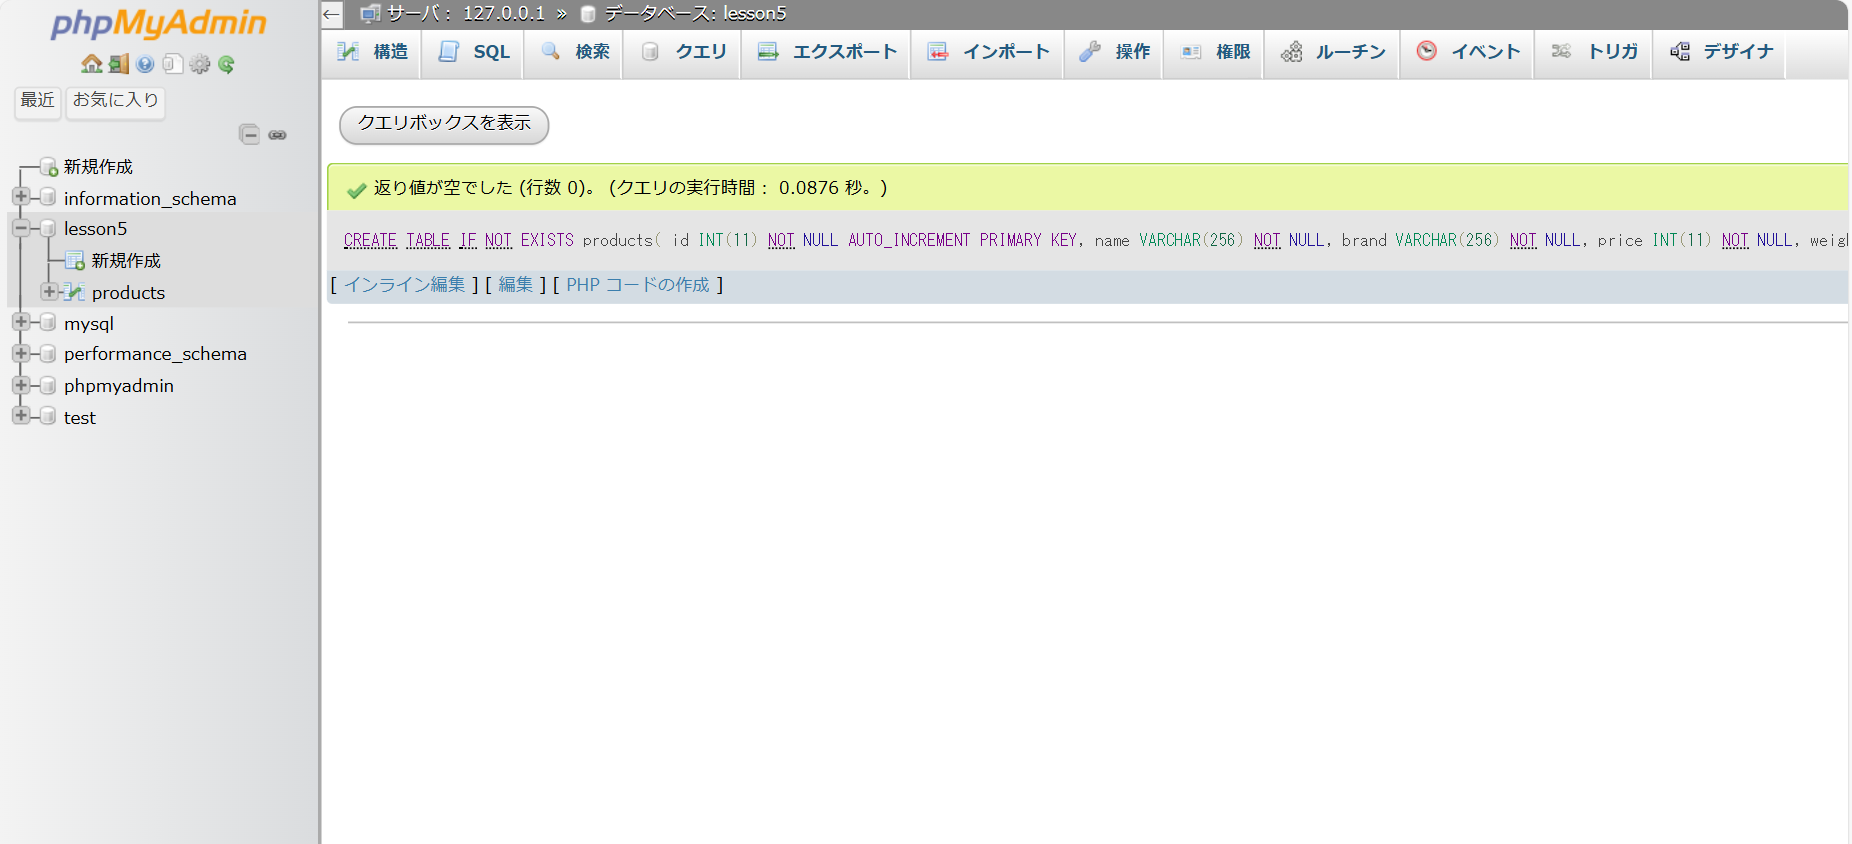 phpMyAdmin
最近 お気に入り
新規作成
information_schema
lesson5
新規作成
products
mysql
performance_schema
phpmyadmin
test
サーバ： 127.0.0.1 » データベース: lesson5
構造 SQL 検索 クエリ エクスポート インポート 操作 権限 ルーチン イベント トリガ デザイナ
クエリボックスを表示
返り値が空でした (行数 0)。 (クエリの実行時間： 0.0876 秒。)
CREATE TABLE IF NOT EXISTS products( id INT(11) NOT NULL AUTO_INCREMENT PRIMARY KEY, name VARCHAR(256) NOT NULL, brand VARCHAR(256) NOT NULL, price INT(11) NOT NULL,
[ インライン編集 ] [ 編集 ] [ PHP コードの作成 ]